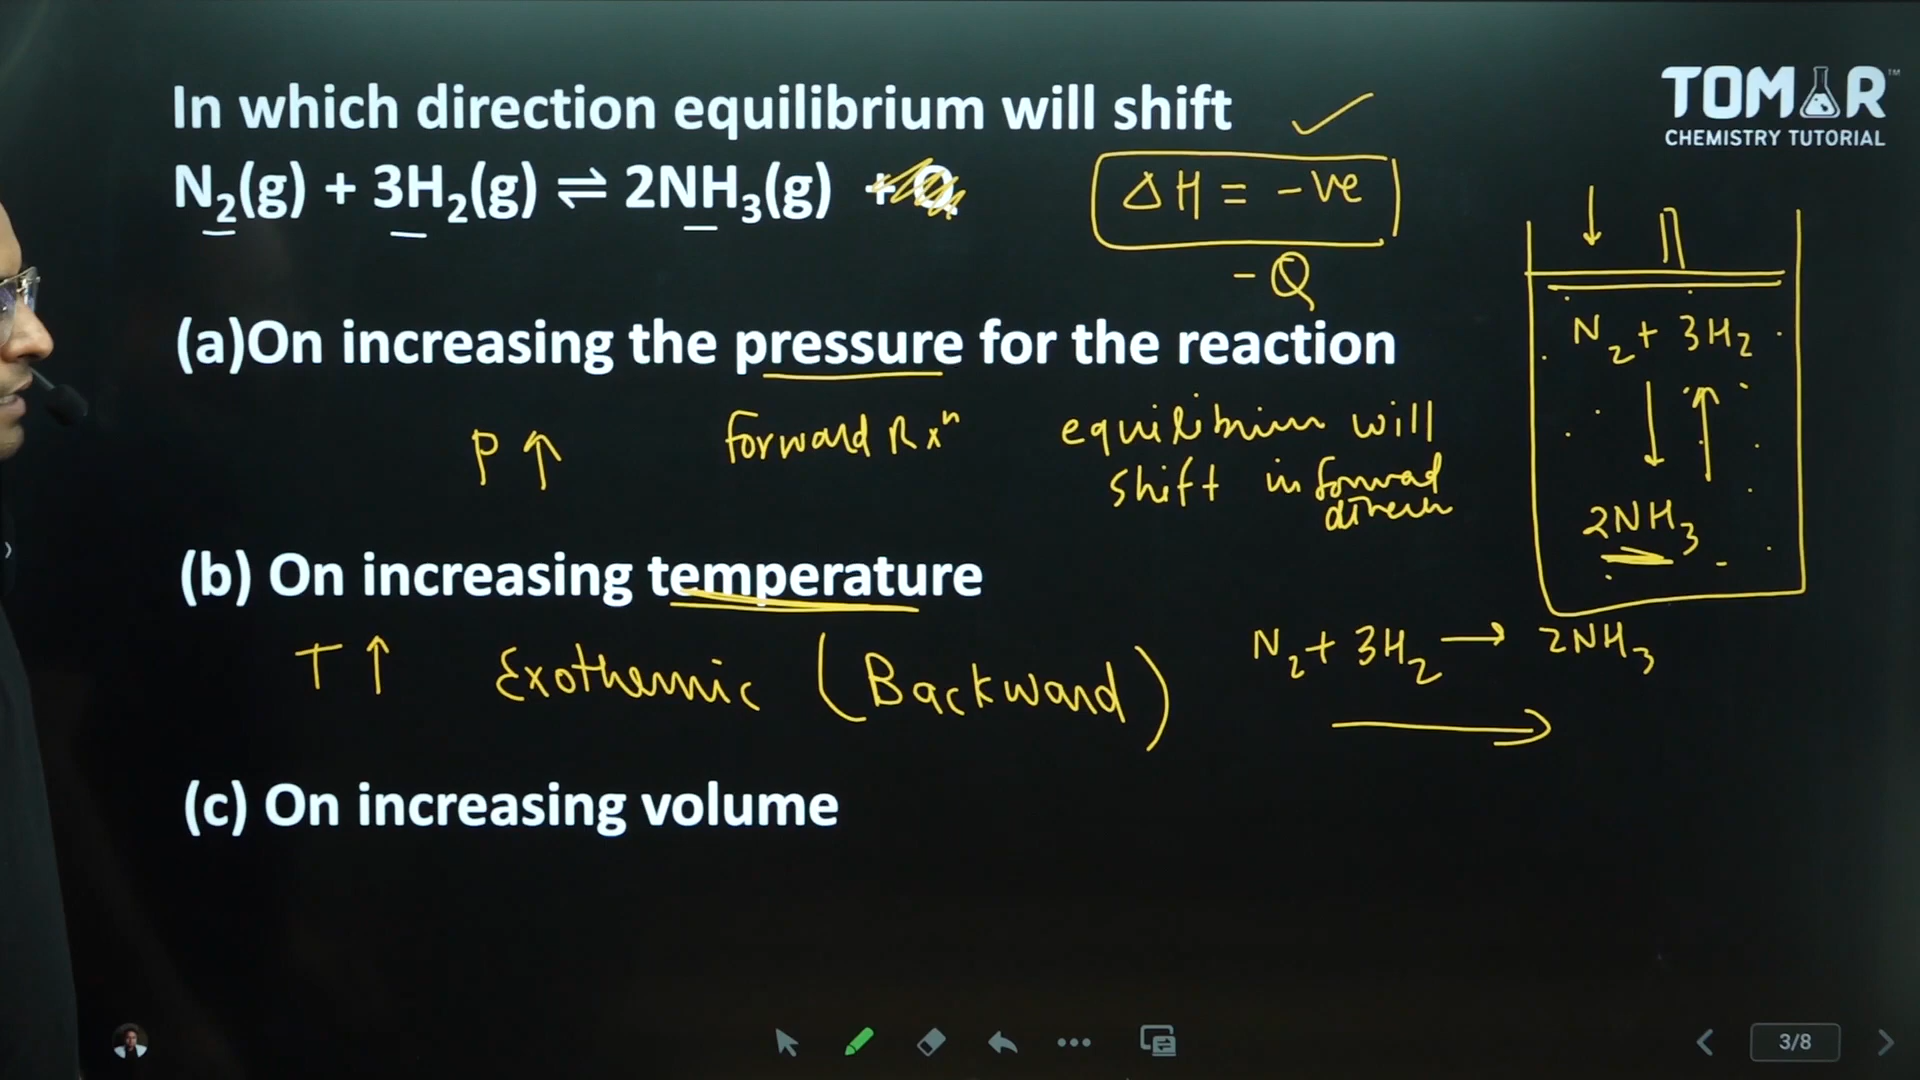 In which direction equilibrium will shift
TOMAR™
CHEMISTRY TUTORIAL
N₂(g) + 3H₂(g) ⇌ 2NH₃(g) +
ΔH = -ve
- Q
(a)On increasing the pressure for the reaction
P ↑ forward Rxⁿ equilibrium will
shift in forward
N₂ + 3H₂
↓ ↑
2NH₃
(b) On increasing temperature
T ↑ Exothermic (Backward)
N₂ + 3H₂ → 2NH₃
(c) On increasing volume
3/8